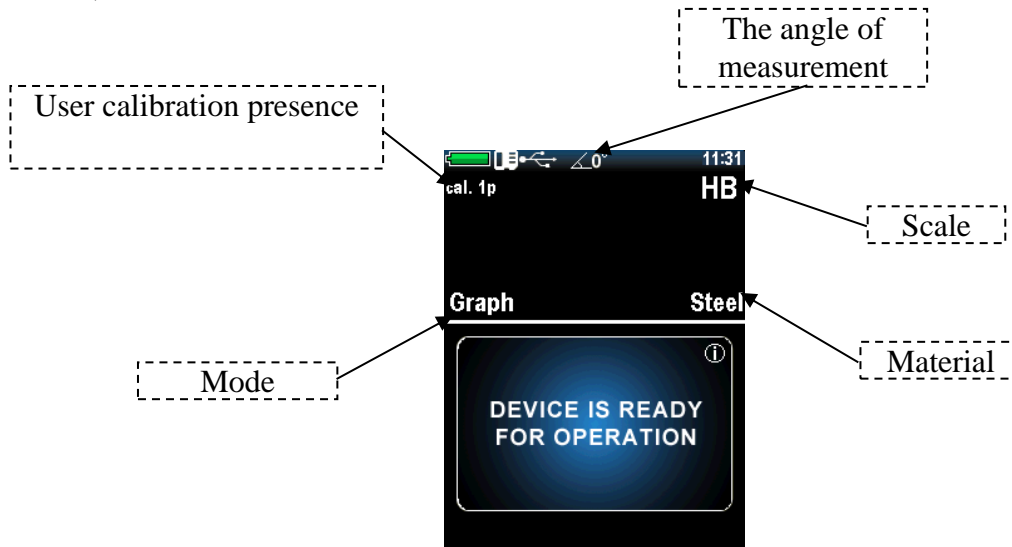 The angle of
measurement
User calibration presence
0° 11:31
cal. 1p HB
Scale
Graph Steel
Mode
Material
DEVICE IS READY
FOR OPERATION